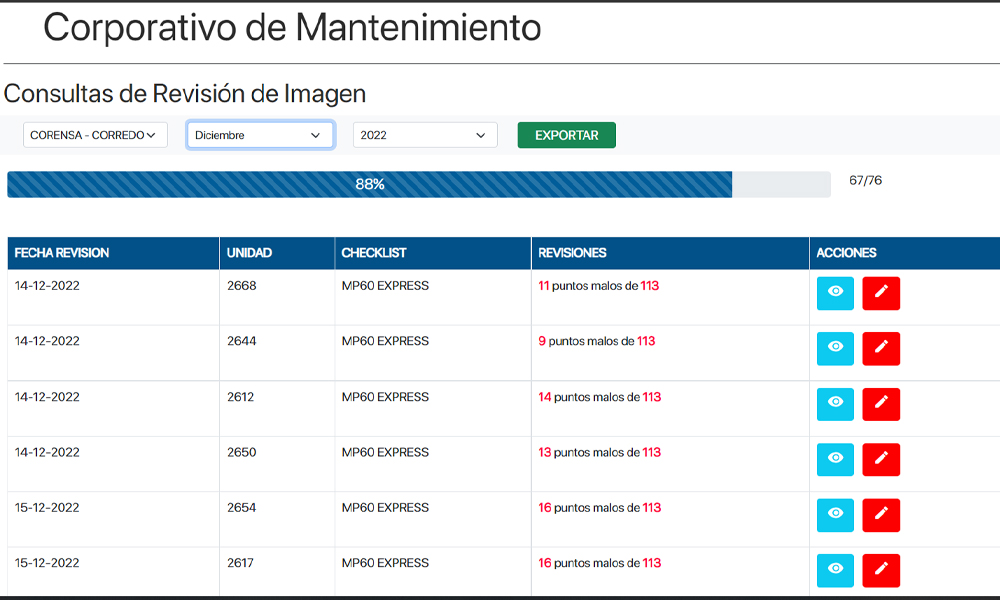 Corporativo de Mantenimiento
Consultas de Revisión de Imagen
CORENSA - CORREDO Diciembre 2022 EXPORTAR
88% 67/76
FECHA REVISION UNIDAD CHECKLIST REVISIONES ACCIONES
14-12-2022 2668 MP60 EXPRESS 11 puntos malos de 113
14-12-2022 2644 MP60 EXPRESS 9 puntos malos de 113
14-12-2022 2612 MP60 EXPRESS 14 puntos malos de 113
14-12-2022 2650 MP60 EXPRESS 13 puntos malos de 113
15-12-2022 2654 MP60 EXPRESS 16 puntos malos de 113
15-12-2022 2617 MP60 EXPRESS 16 puntos malos de 113